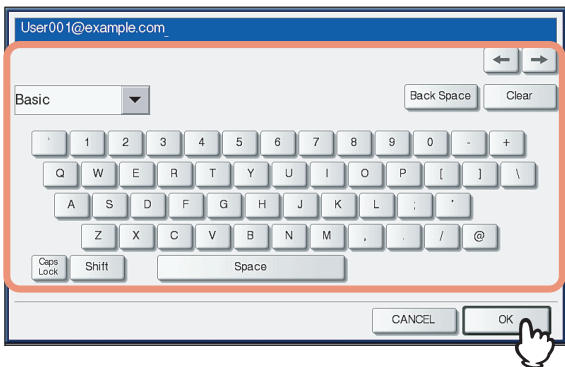 User001@example.com_
← →
Basic Back Space Clear
` 1 2 3 4 5 6 7 8 9 0 - +
Q W E R T Y U I O P [ ] \
A S D F G H J K L ; '
Z X C V B N M , . / @
Caps Lock Shift Space
CANCEL OK